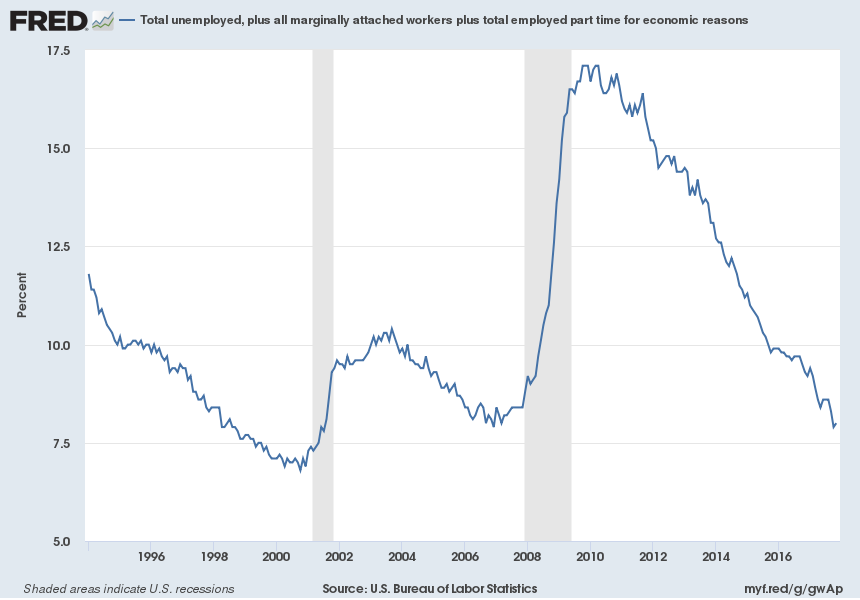 FRED Total unemployed, plus all marginally attached workers plus total employed part time for economic reasons
17.5
15.0
12.5
10.0
7.5
5.0
Percent
1996 1998 2000 2002 2004 2006 2008 2010 2012 2014 2016
Shaded areas indicate U.S. recessions Source: U.S. Bureau of Labor Statistics myf.red/g/gwAp